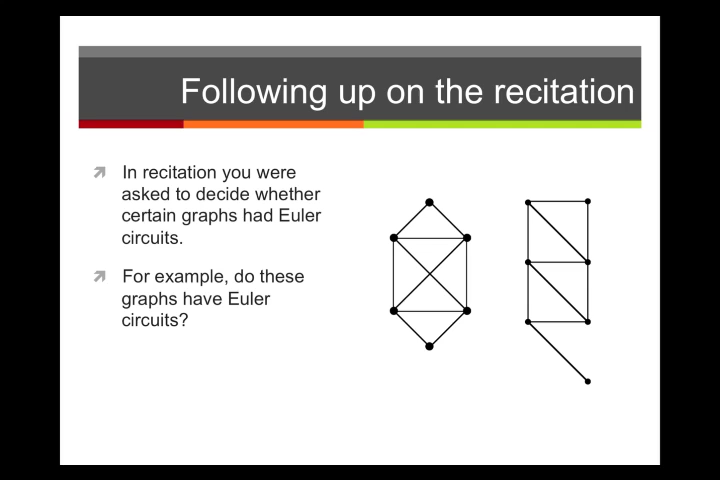 Following up on the recitation
In recitation you were
asked to decide whether
certain graphs had Euler
circuits.
For example, do these
graphs have Euler
circuits?